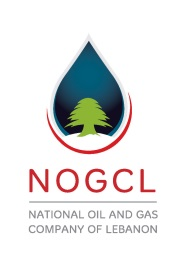 NOGCL
NATIONAL OIL AND GAS
COMPANY OF LEBANON